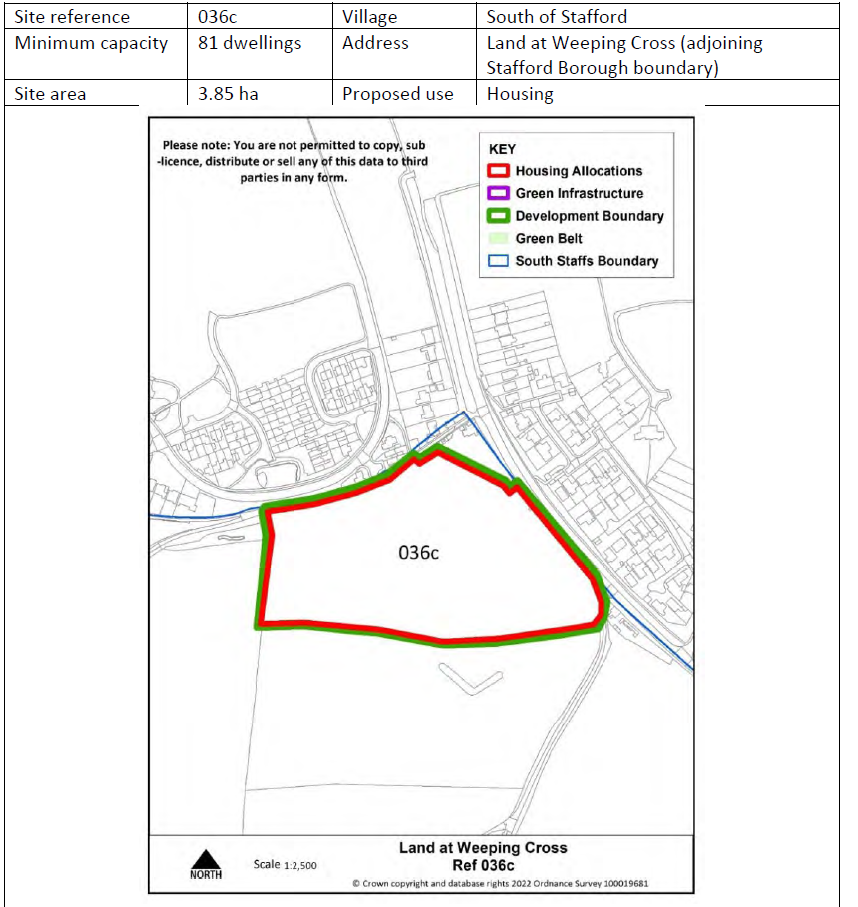 Site reference 036c Village South of Stafford
Minimum capacity 81 dwellings Address Land at Weeping Cross (adjoining
Stafford Borough boundary)
Site area 3.85 ha Proposed use Housing
Please note: You are not permitted to copy, sub
-licence, distribute or sell any of this data to third
parties in any form.
KEY
Housing Allocations
Green Infrastructure
Development Boundary
Green Belt
South Staffs Boundary
036c
NORTH
Scale 1:2,500
Land at Weeping Cross
Ref 036c
© Crown copyright and database rights 2022 Ordnance Survey 100019681